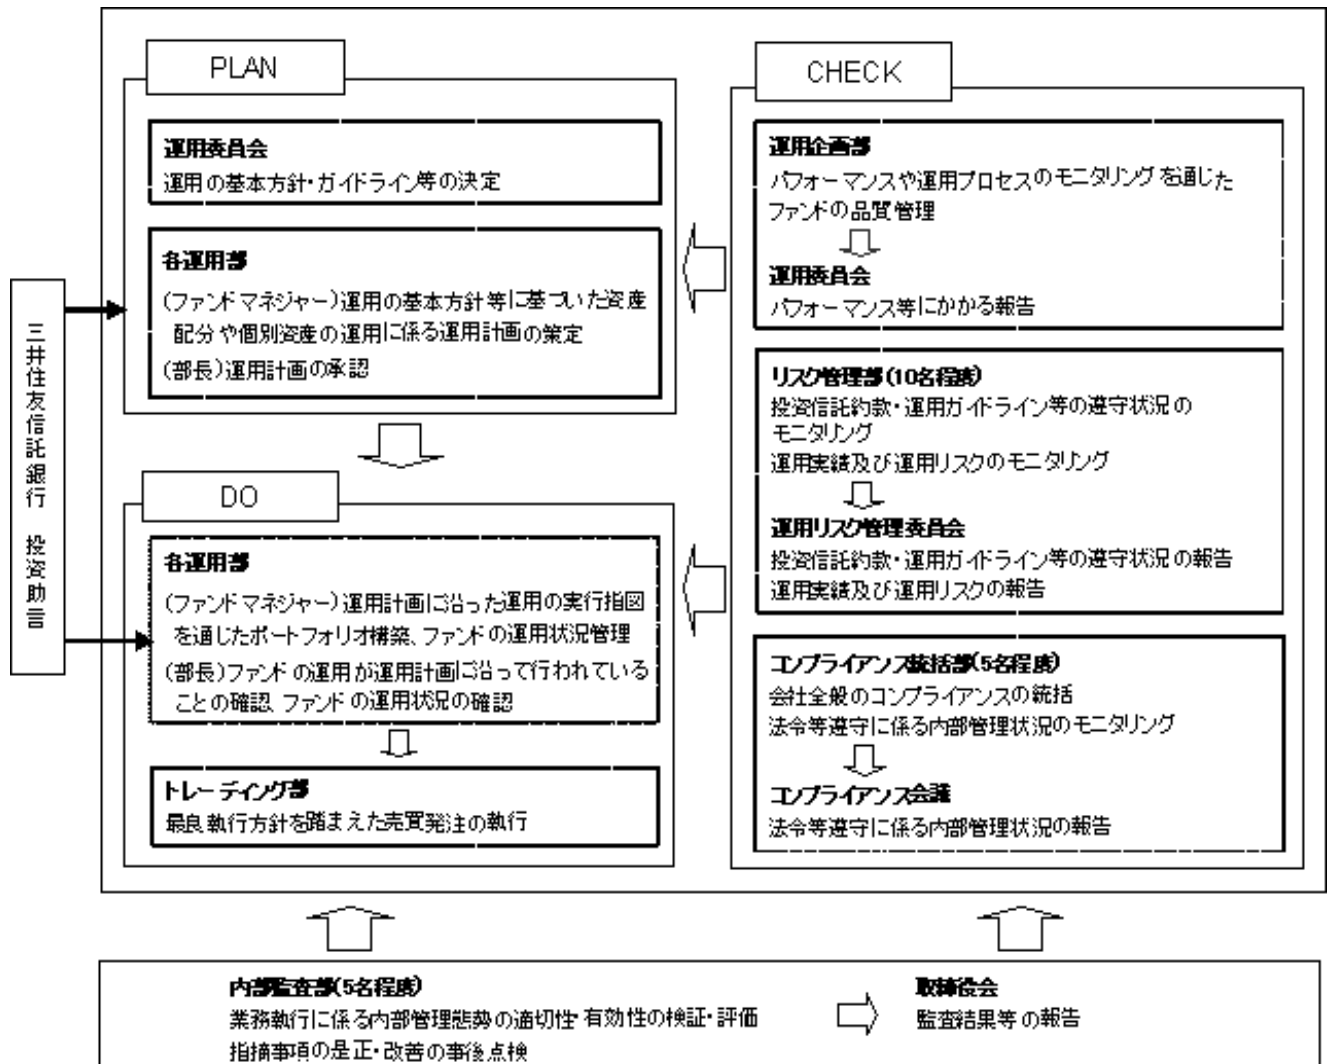 PLAN
運用委員会
運用の基本方針・ガイドライン等の決定
各運用部
(ファンドマネジャー)運用の基本方針等に基づいた資産
配分や個別資産の運用に係る運用計画の策定
(部長)運用計画の承認
三井住友信託銀行 投資助言
DO
各運用部
(ファンドマネジャー)運用計画に沿った運用の実行指図
を通じたポートフォリオ構築、ファンドの運用状況管理
(部長)ファンドの運用が運用計画に沿って行われている
ことの確認、ファンドの運用状況の確認
トレーディング部
最良執行方針を踏まえた売買発注の執行
CHECK
運用企画部
パフォーマンスや運用プロセスのモニタリングを通じた
ファンドの品質管理
運用委員会
パフォーマンス等にかかる報告
リスク管理部(10名程度)
投資信託約款・運用ガイドライン等の遵守状況の
モニタリング
運用実績及び運用リスクのモニタリング
運用リスク管理委員会
投資信託約款・運用ガイドライン等の遵守状況の報告
運用実績及び運用リスクの報告
コンプライアンス統括部(5名程度)
会社全般のコンプライアンスの統括
法令等遵守に係る内部管理状況のモニタリング
コンプライアンス会議
法令等遵守に係る内部管理状況の報告
内部監査部(5名程度)
業務執行に係る内部管理態勢の適切性・有効性の検証・評価
指摘事項の是正・改善の事後点検
取締役会
監査結果等の報告